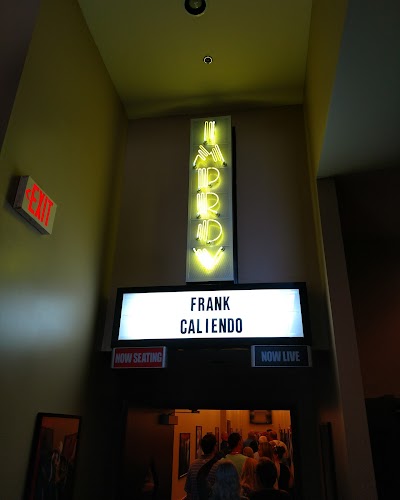 IMPROV
EXIT
FRANK
CALIENDO
NOW SEATING
NOW LIVE